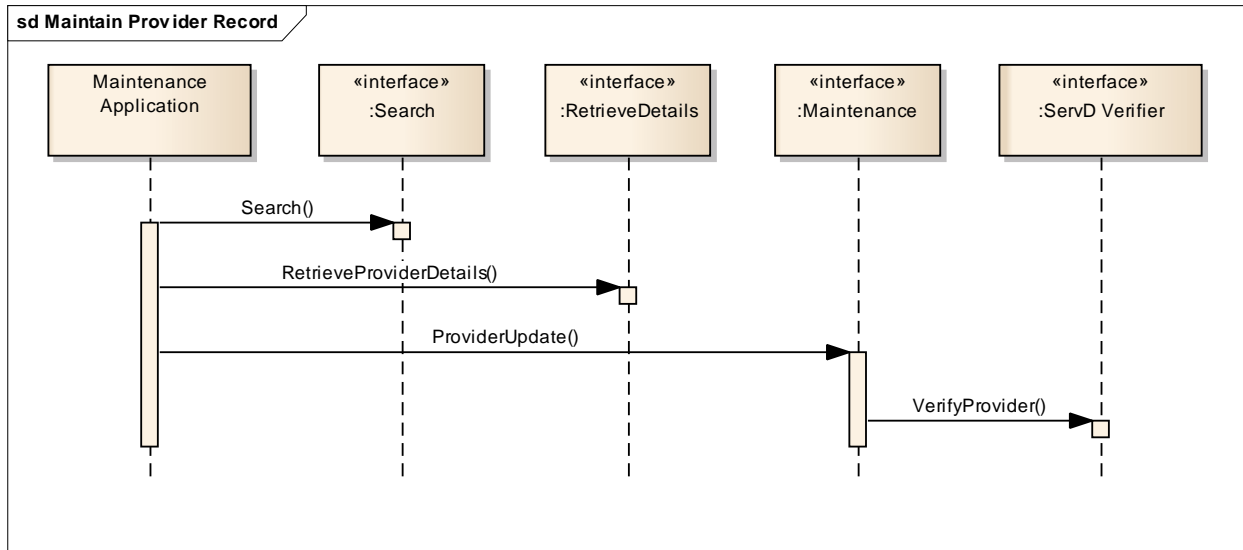 sd Maintain Provider Record
Maintenance
Application
«interface»
:Search
«interface»
:RetrieveDetails
«interface»
:Maintenance
«interface»
:ServD Verifier
Search()
RetrieveProviderDetails()
ProviderUpdate()
VerifyProvider()